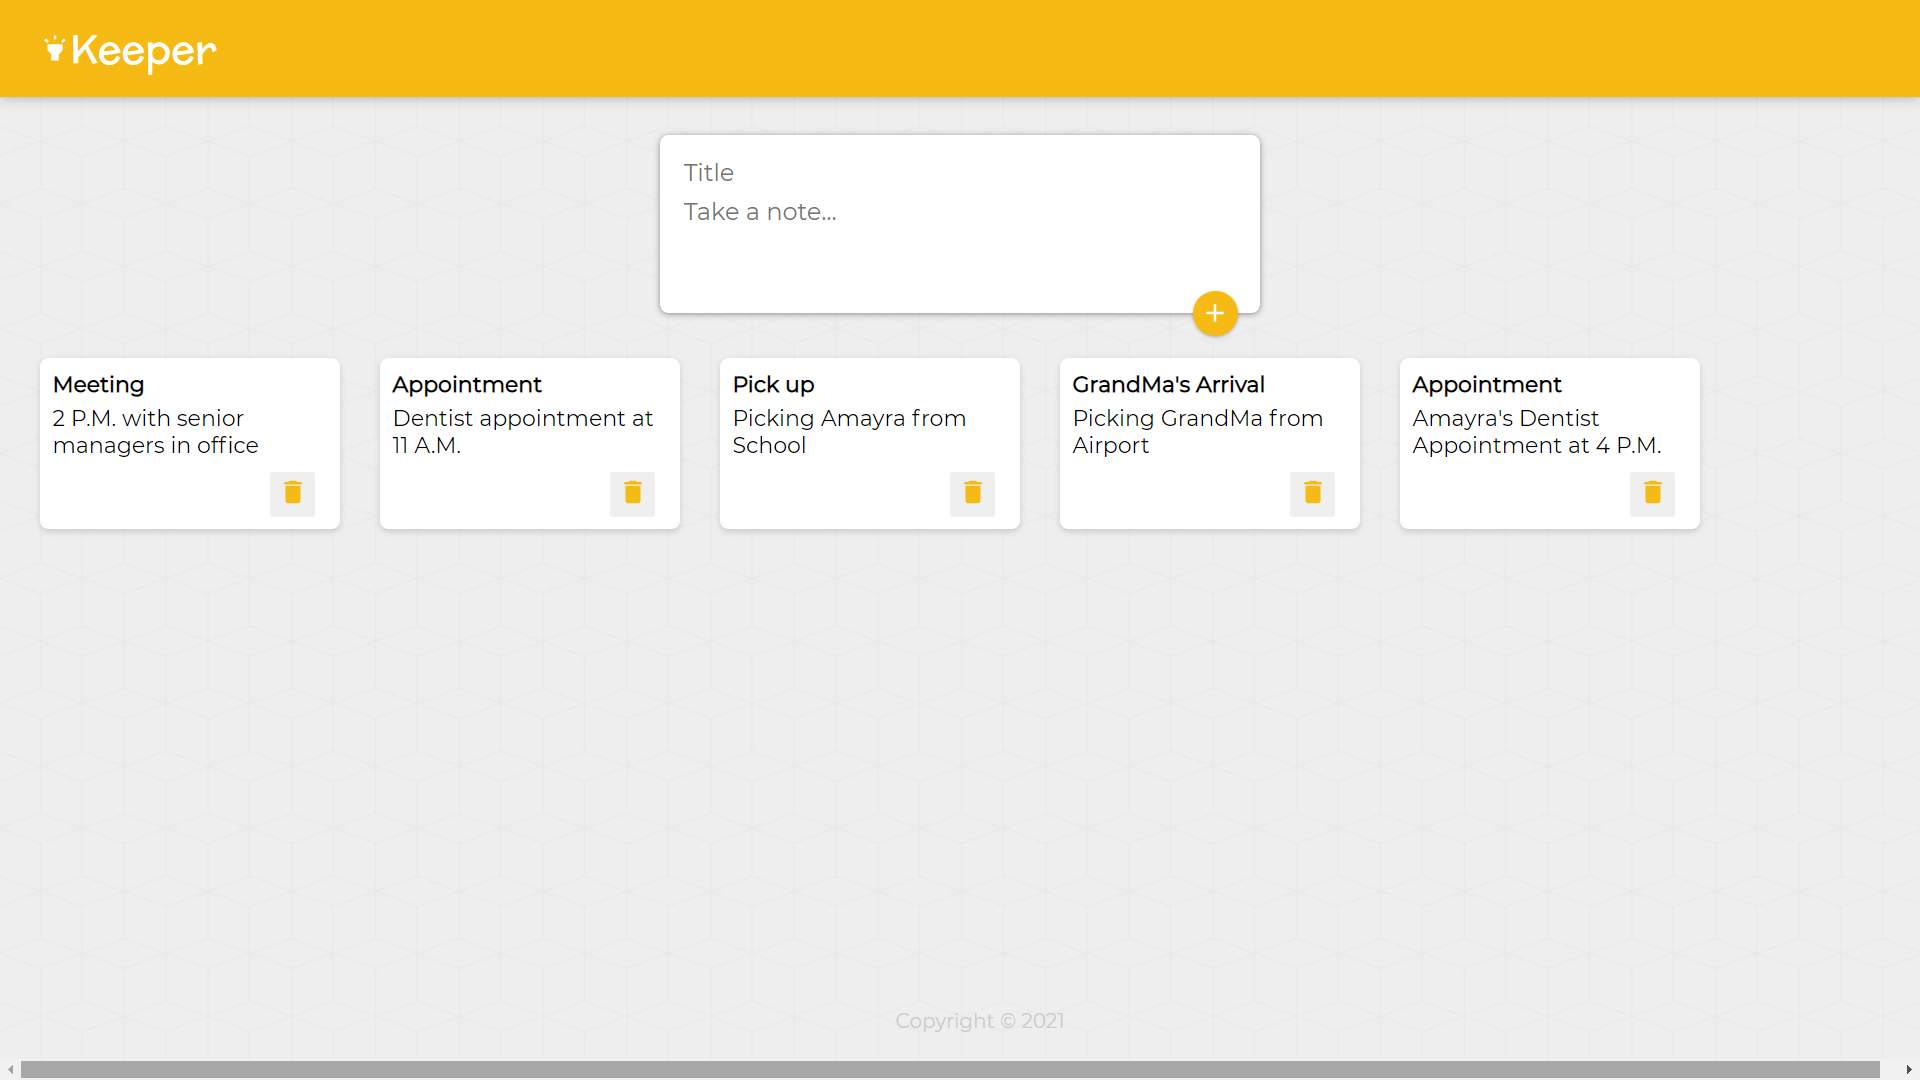 Keeper
Title
Take a note...
Meeting
2 P.M. with senior
managers in office
Appointment
Dentist appointment at
11 A.M.
Pick up
Picking Amayra from
School
GrandMa's Arrival
Picking GrandMa from
Airport
Appointment
Amayra's Dentist
Appointment at 4 P.M.
Copyright © 2021